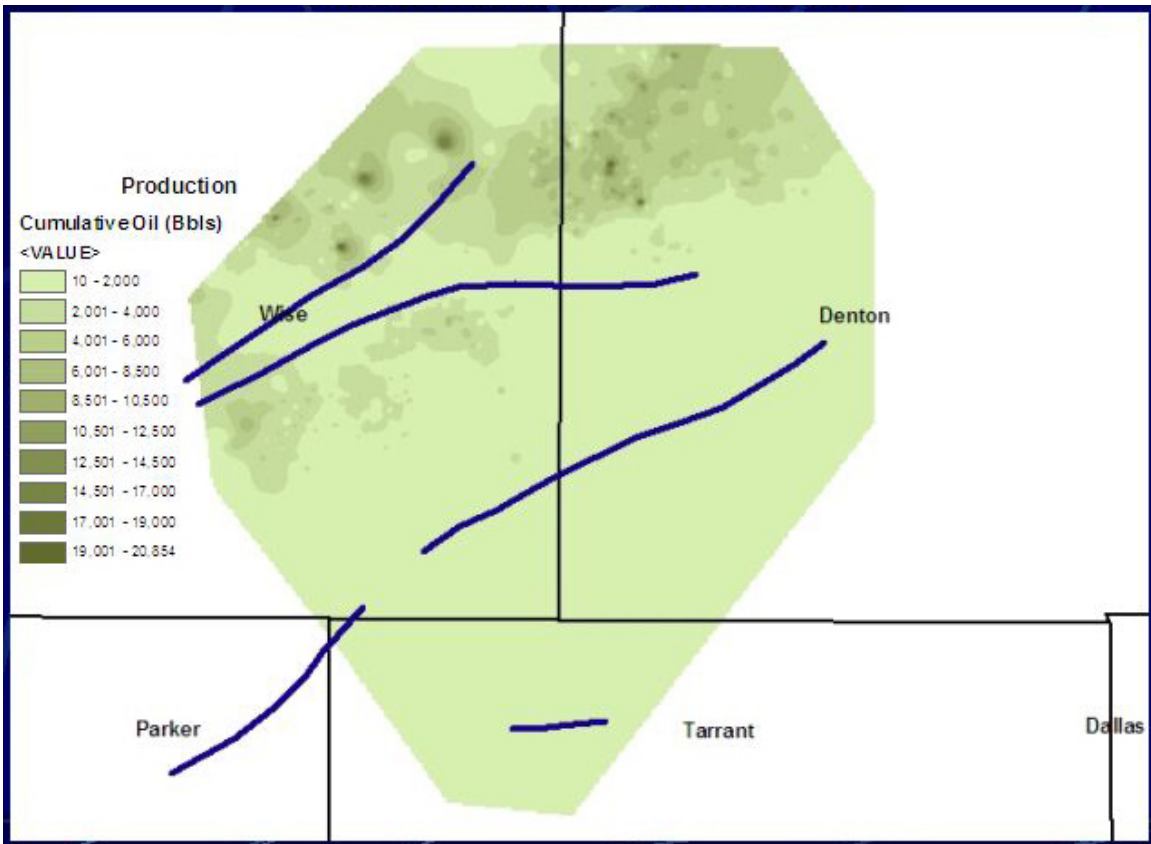 Production
Cumulative Oil (Bbls)
<VALUE>
10 - 2,000
2,001 - 4,000
4,001 - 6,000
6,001 - 8,500
8,501 - 10,500
10,501 - 12,500
12,501 - 14,500
14,501 - 17,000
17,001 - 19,000
19,001 - 20,854
Wise
Denton
Parker
Tarrant
Dallas